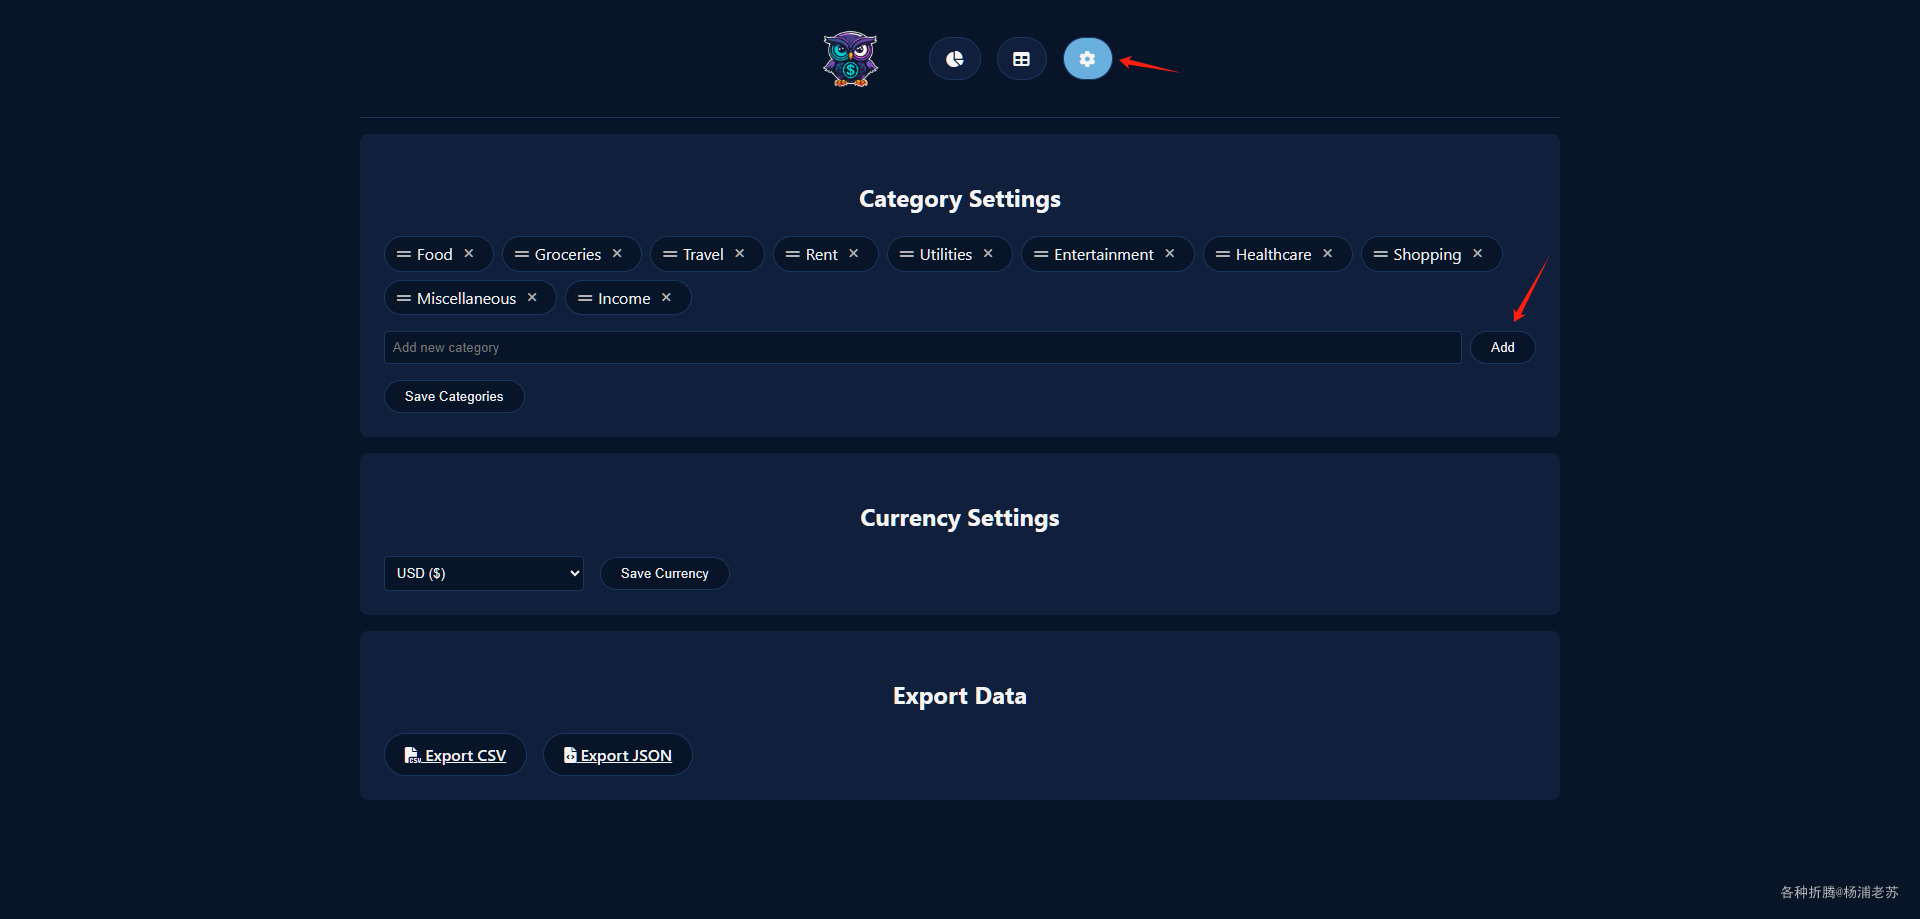 $
Category Settings
Food Groceries Travel Rent Utilities Entertainment Healthcare Shopping
Miscellaneous Income
Add new category Add
Save Categories
Currency Settings
USD ($) Save Currency
Export Data
CSV Export CSV Export JSON
各种折腾@杨浦老苏